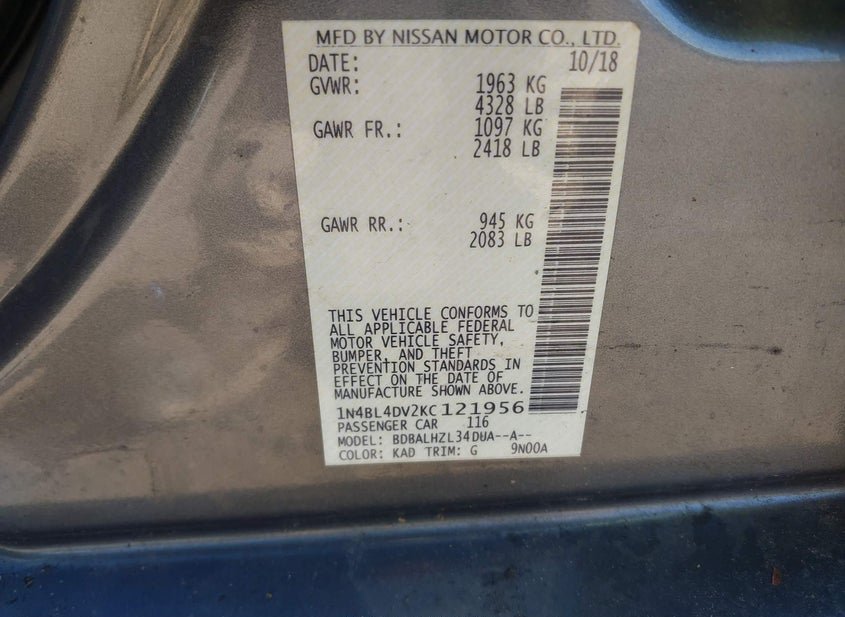 MFD BY NISSAN MOTOR CO., LTD.
DATE: 10/18
GVWR: 1963 KG
4328 LB
GAWR FR.: 1097 KG
2418 LB
GAWR RR.: 945 KG
2083 LB
THIS VEHICLE CONFORMS TO
ALL APPLICABLE FEDERAL
MOTOR VEHICLE SAFETY,
BUMPER, AND THEFT
PREVENTION STANDARDS IN
EFFECT ON THE DATE OF
MANUFACTURE SHOWN ABOVE.
1N4BL4DV2KC121956
PASSENGER CAR 116
MODEL: BDBALHZL34DUA--A--
COLOR: KAD TRIM: G 9N00A